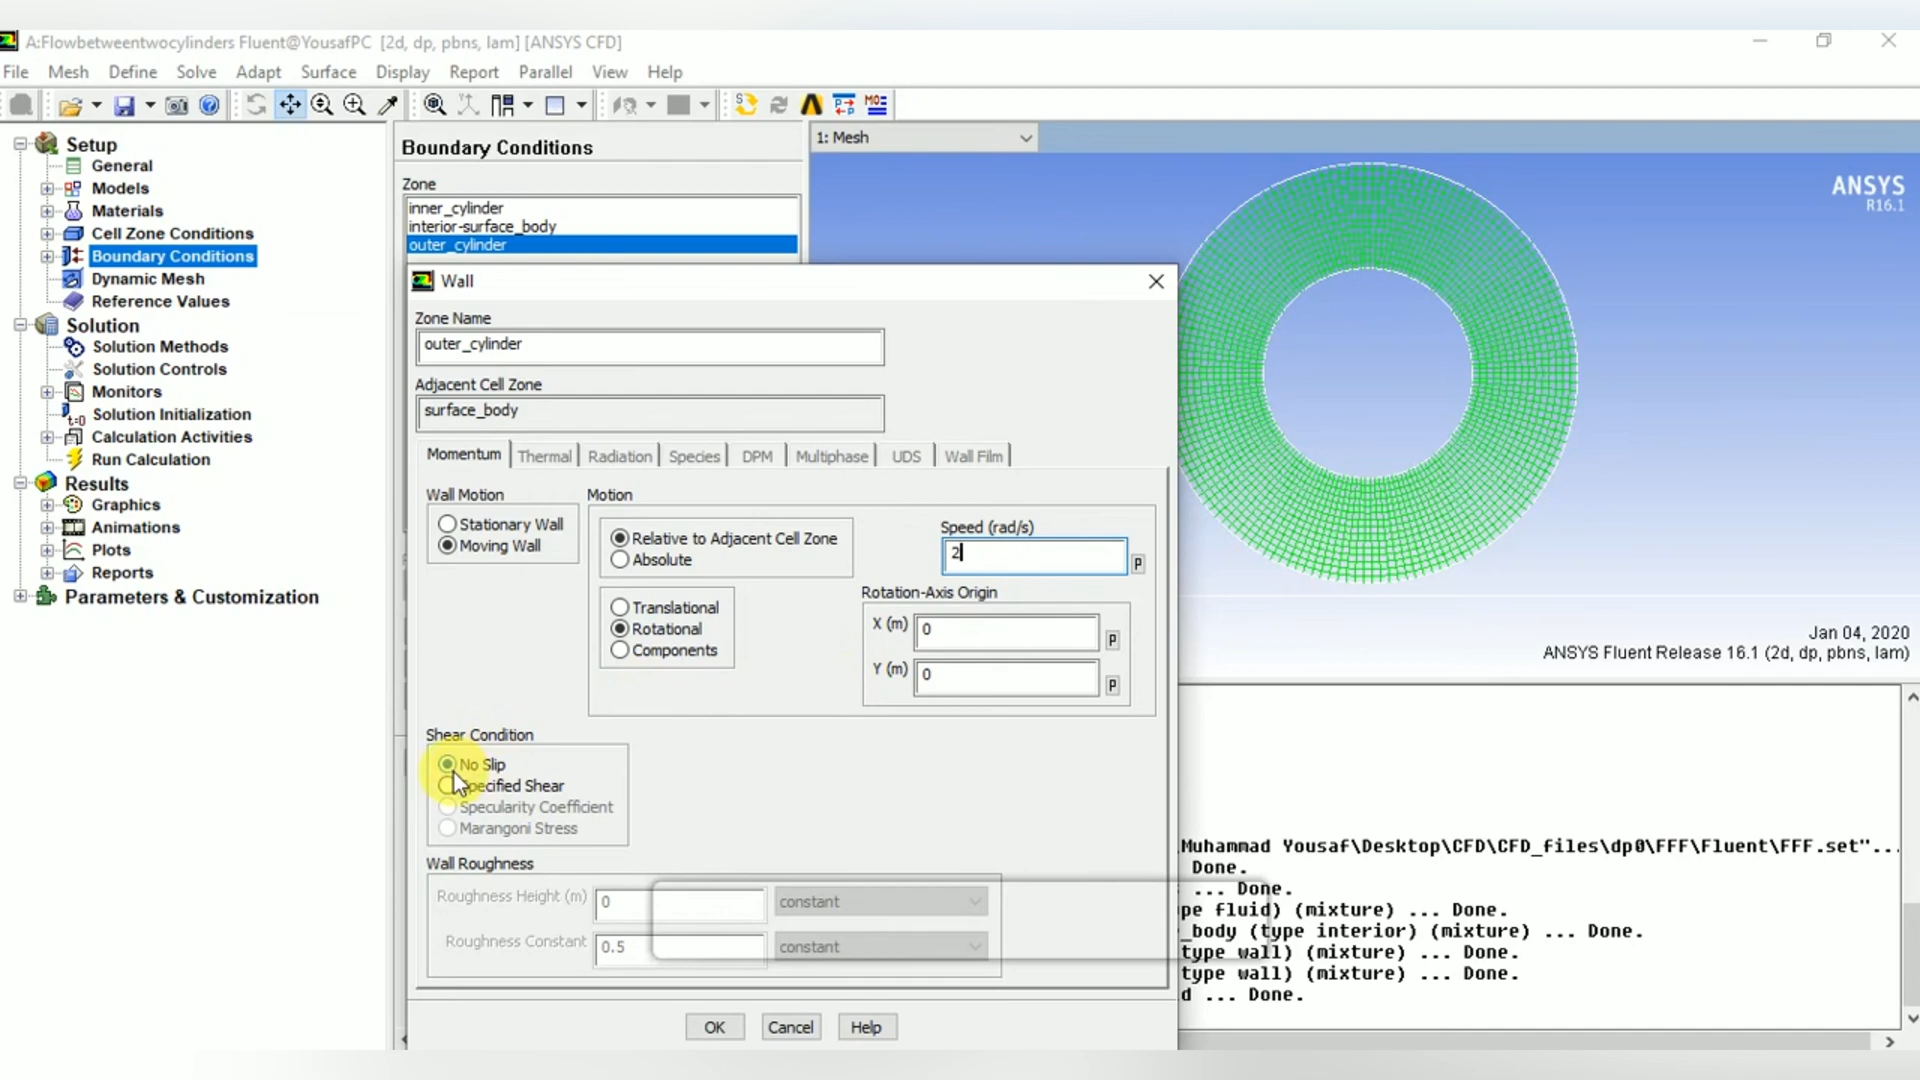 A:Flowbetweentwocylinders Fluent@YousafPC [2d, dp, pbns, lam] [ANSYS CFD]
File Mesh Define Solve Adapt Surface Display Report Parallel View Help
Setup
General
Models
Materials
Cell Zone Conditions
Boundary Conditions
Dynamic Mesh
Reference Values
Solution
Solution Methods
Solution Controls
Monitors
Solution Initialization
Calculation Activities
Run Calculation
Results
Graphics
Animations
Plots
Reports
Parameters & Customization
Boundary Conditions
Zone
inner_cylinder
interior-surface_body
outer_cylinder
Wall
Zone Name
outer_cylinder
Adjacent Cell Zone
surface_body
Momentum Thermal Radiation Species DPM Multiphase UDS Wall Film
Wall Motion
Stationary Wall
Moving Wall
Motion
Relative to Adjacent Cell Zone
Absolute
Translational
Rotational
Components
Speed (rad/s)
2
P
Rotation-Axis Origin
X (m) 0 P
Y (m) 0 P
Shear Condition
No Slip
Specified Shear
Specularity Coefficient
Marangoni Stress
Wall Roughness
Roughness Height (m) 0 constant
Roughness Constant 0.5 constant
OK Cancel Help
1: Mesh
ANSYS
R16.1
Jan 04, 2020
ANSYS Fluent Release 16.1 (2d, dp, pbns, lam)
Muhammad Yousaf\Desktop\CFD\CFD_files\dp0\FFF\Fluent\FFF.set"...
Done.
... Done.
pe fluid) (mixture) ... Done.
_body (type interior) (mixture) ... Done.
type wall) (mixture) ... Done.
type wall) (mixture) ... Done.
d ... Done.